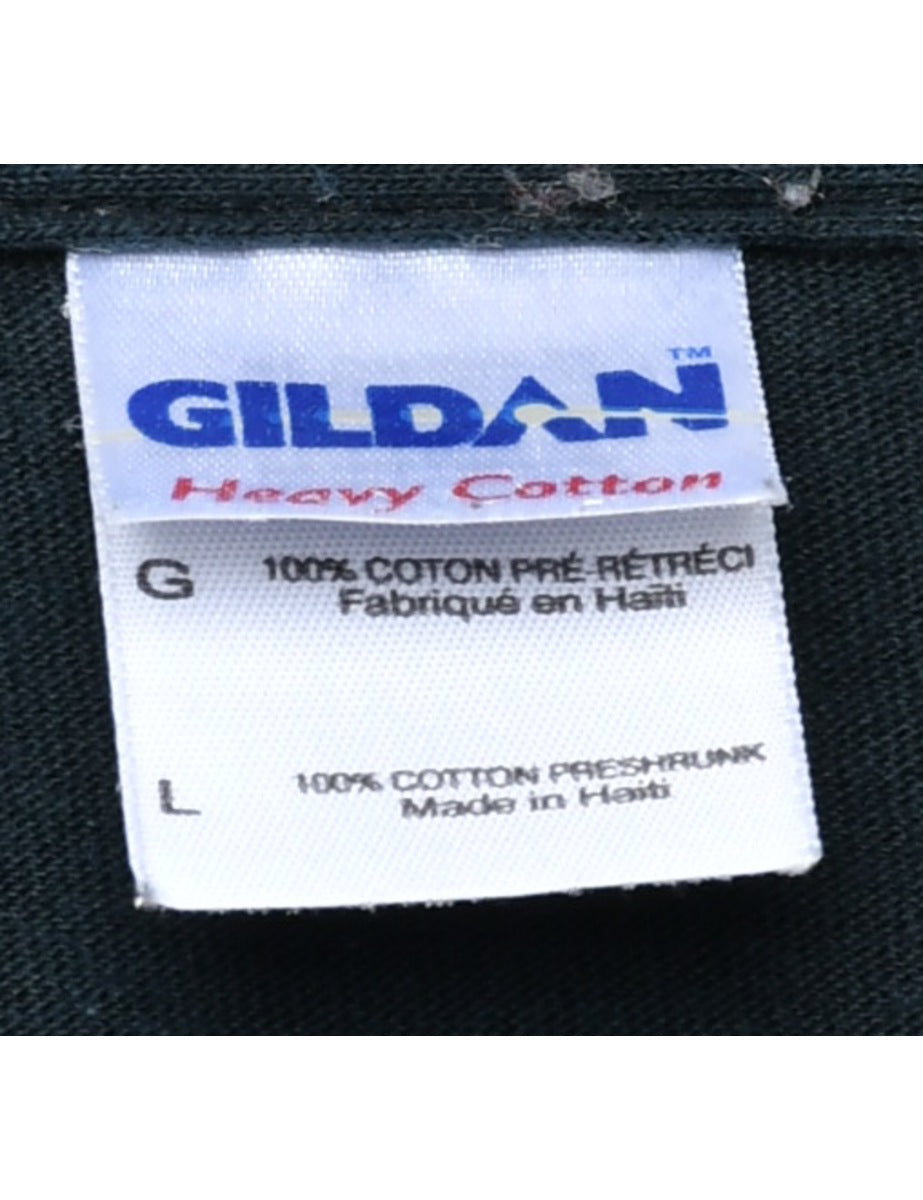 GILDAN™
Heavy Cotton
G 100% COTON PRÉ-RÉTRÉCI
Fabriqué en Haïti
L 100% COTTON PRESHRUNK
Made in Haiti